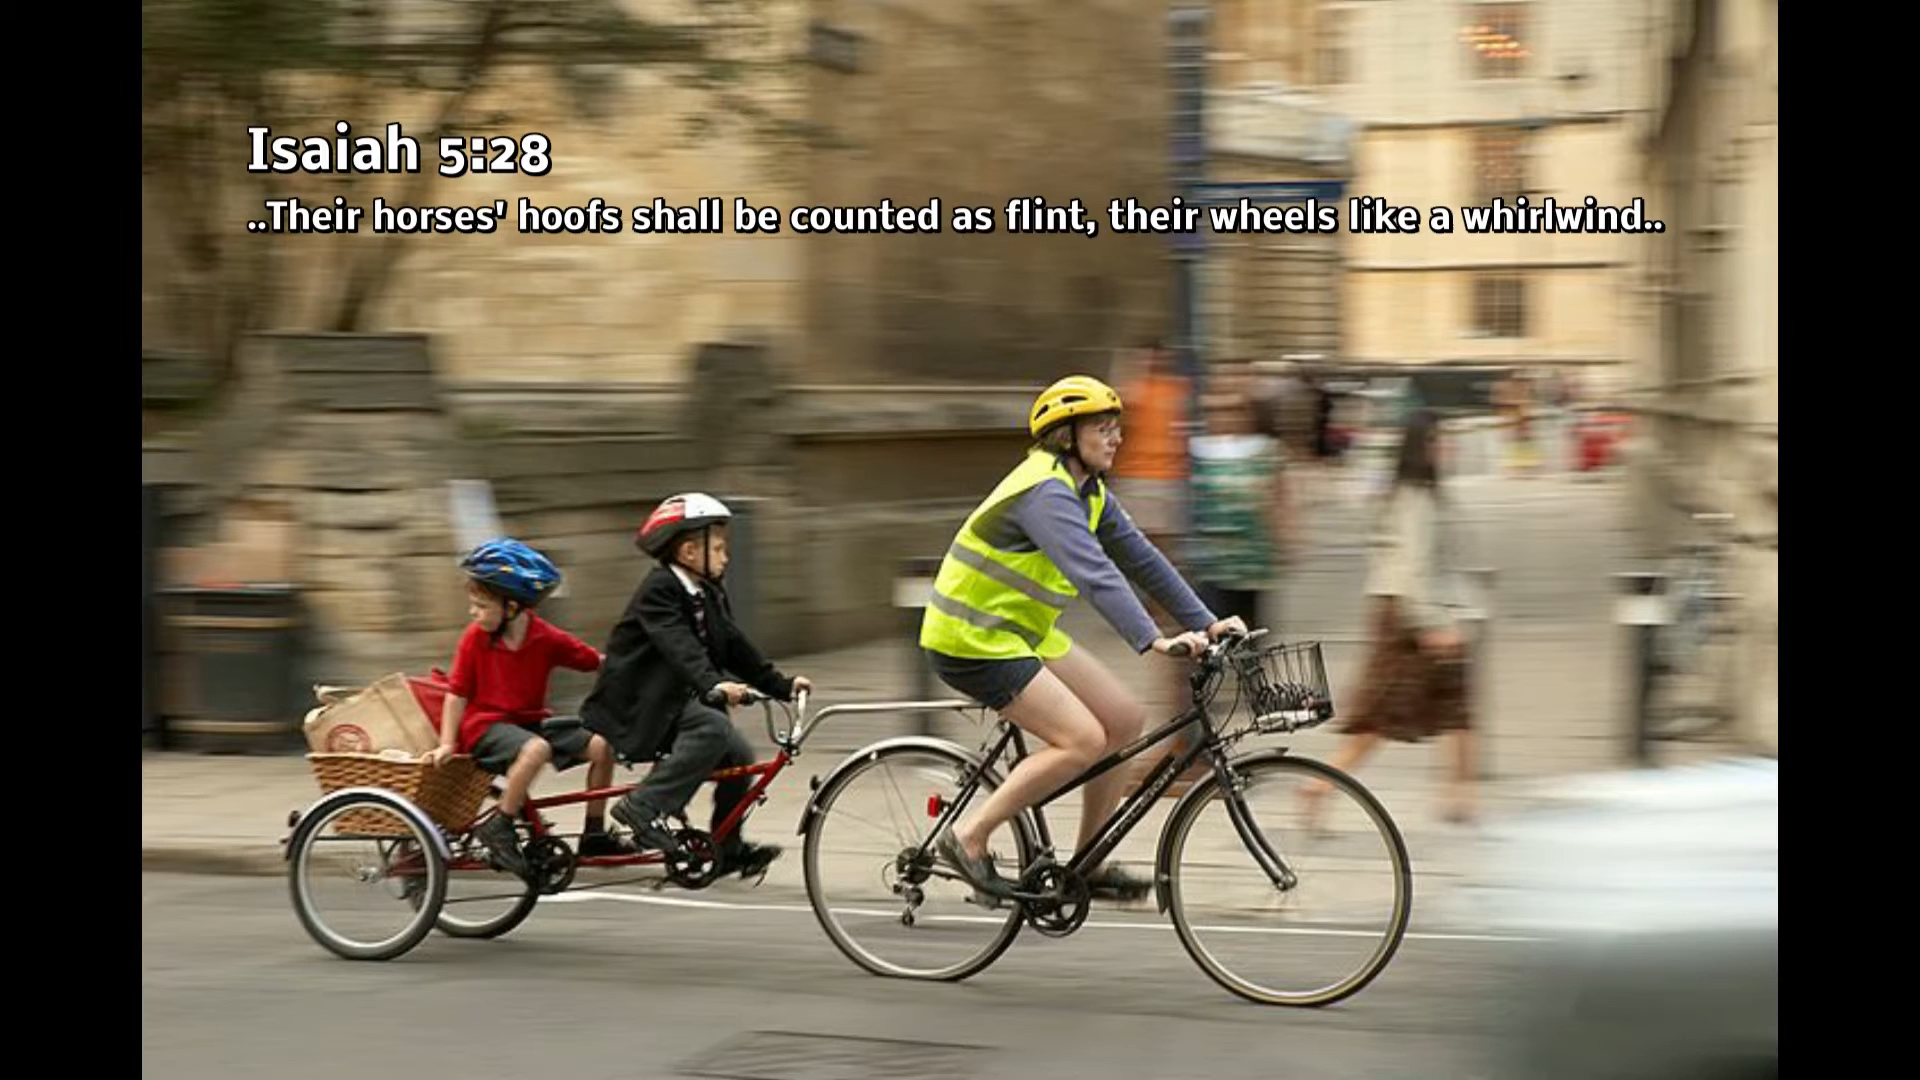 Isaiah 5:28
..Their horses' hoofs shall be counted as flint, their wheels like a whirlwind..